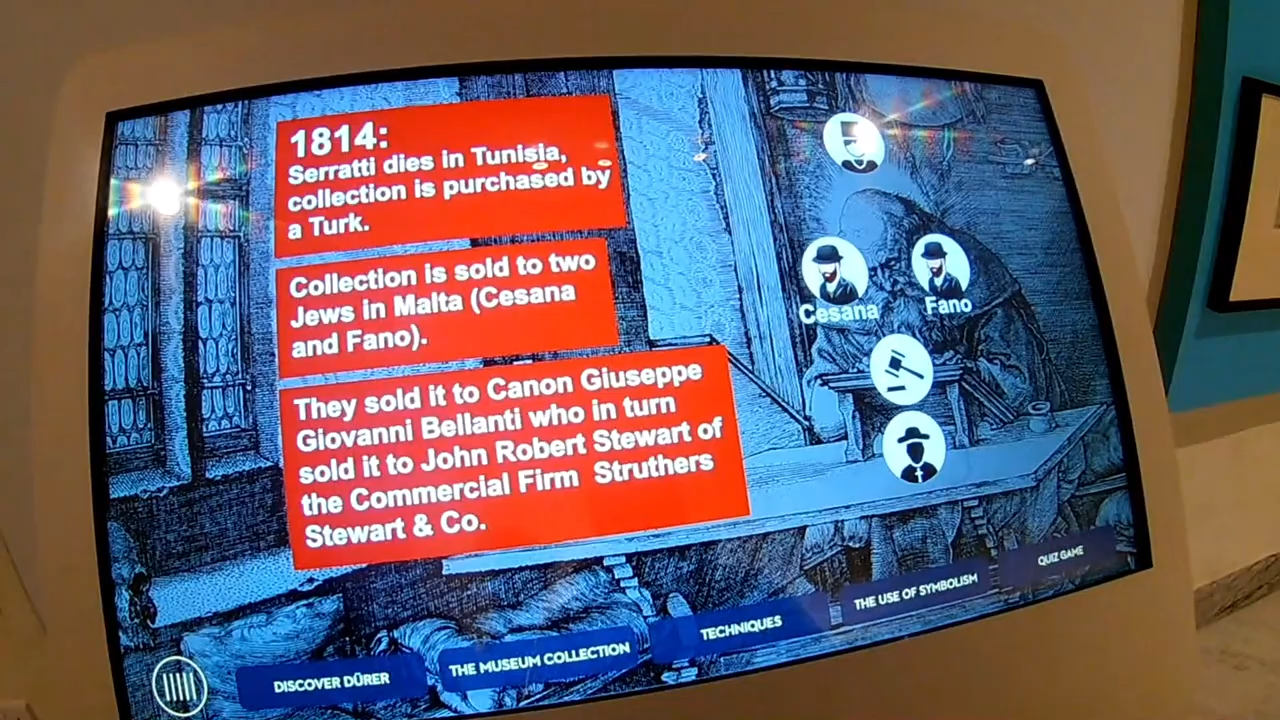 1814:
Serratti dies in Tunisia,
collection is purchased by
a Turk.
Collection is sold to two
Jews in Malta (Cesana
and Fano).
They sold it to Canon Giuseppe
Giovanni Bellanti who in turn
sold it to John Robert Stewart of
the Commercial Firm Struthers
Stewart & Co.
Cesana
Fano
DISCOVER DÜRER
THE MUSEUM COLLECTION
TECHNIQUES
THE USE OF SYMBOLISM
QUIZ GAME